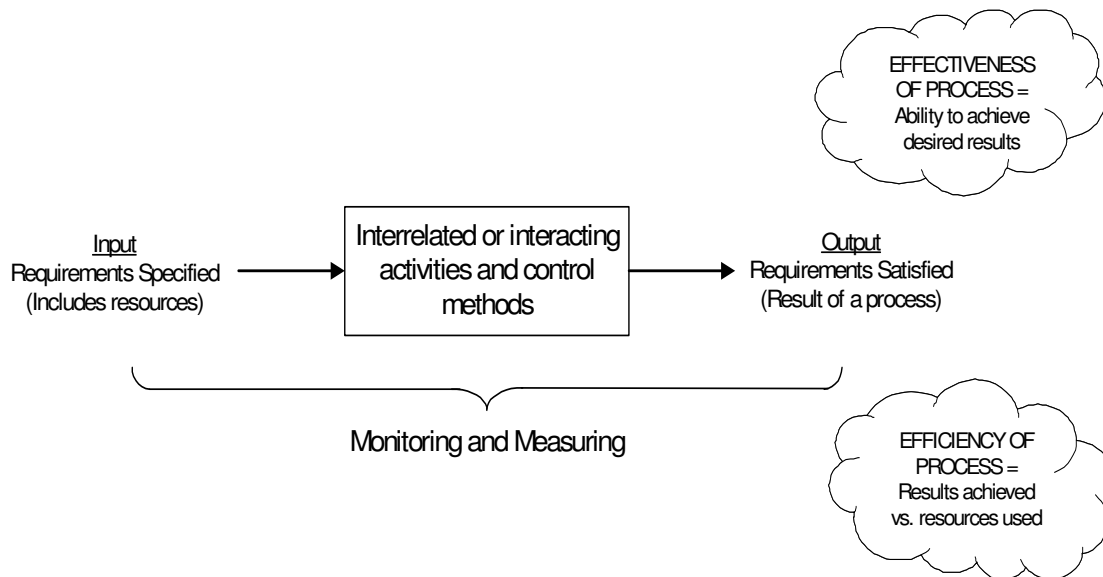 EFFECTIVENESS
OF PROCESS =
Ability to achieve
desired results
Input
Requirements Specified
(Includes resources)
Interrelated or interacting
activities and control
methods
Output
Requirements Satisfied
(Result of a process)
Monitoring and Measuring
EFFICIENCY OF
PROCESS =
Results achieved
vs. resources used